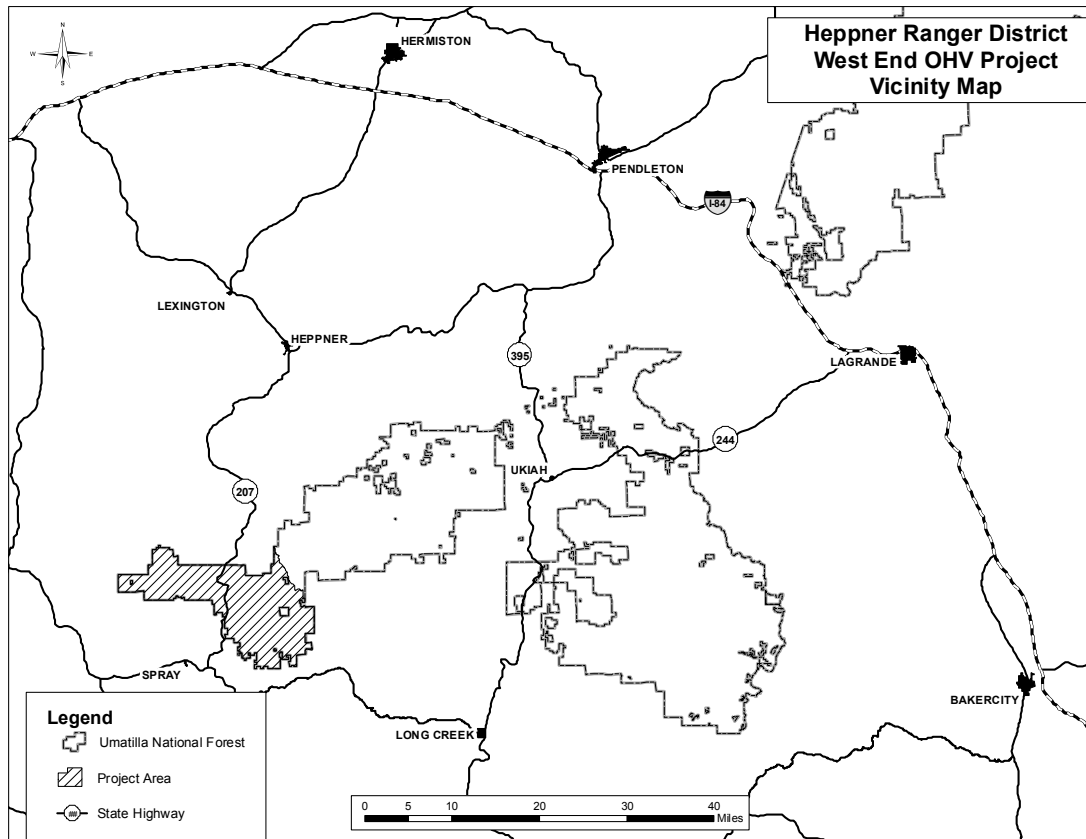 Heppner Ranger District
West End OHV Project
Vicinity Map
N
W E
S
HERMISTON
PENDLETON
I-84
LEXINGTON
HEPPNER
395
LAGRANDE
244
UKIAH
207
SPRAY
BAKERCITY
LONG CREEK
Legend
Umatilla National Forest
Project Area
## State Highway
0 5 10 20 30 40
Miles